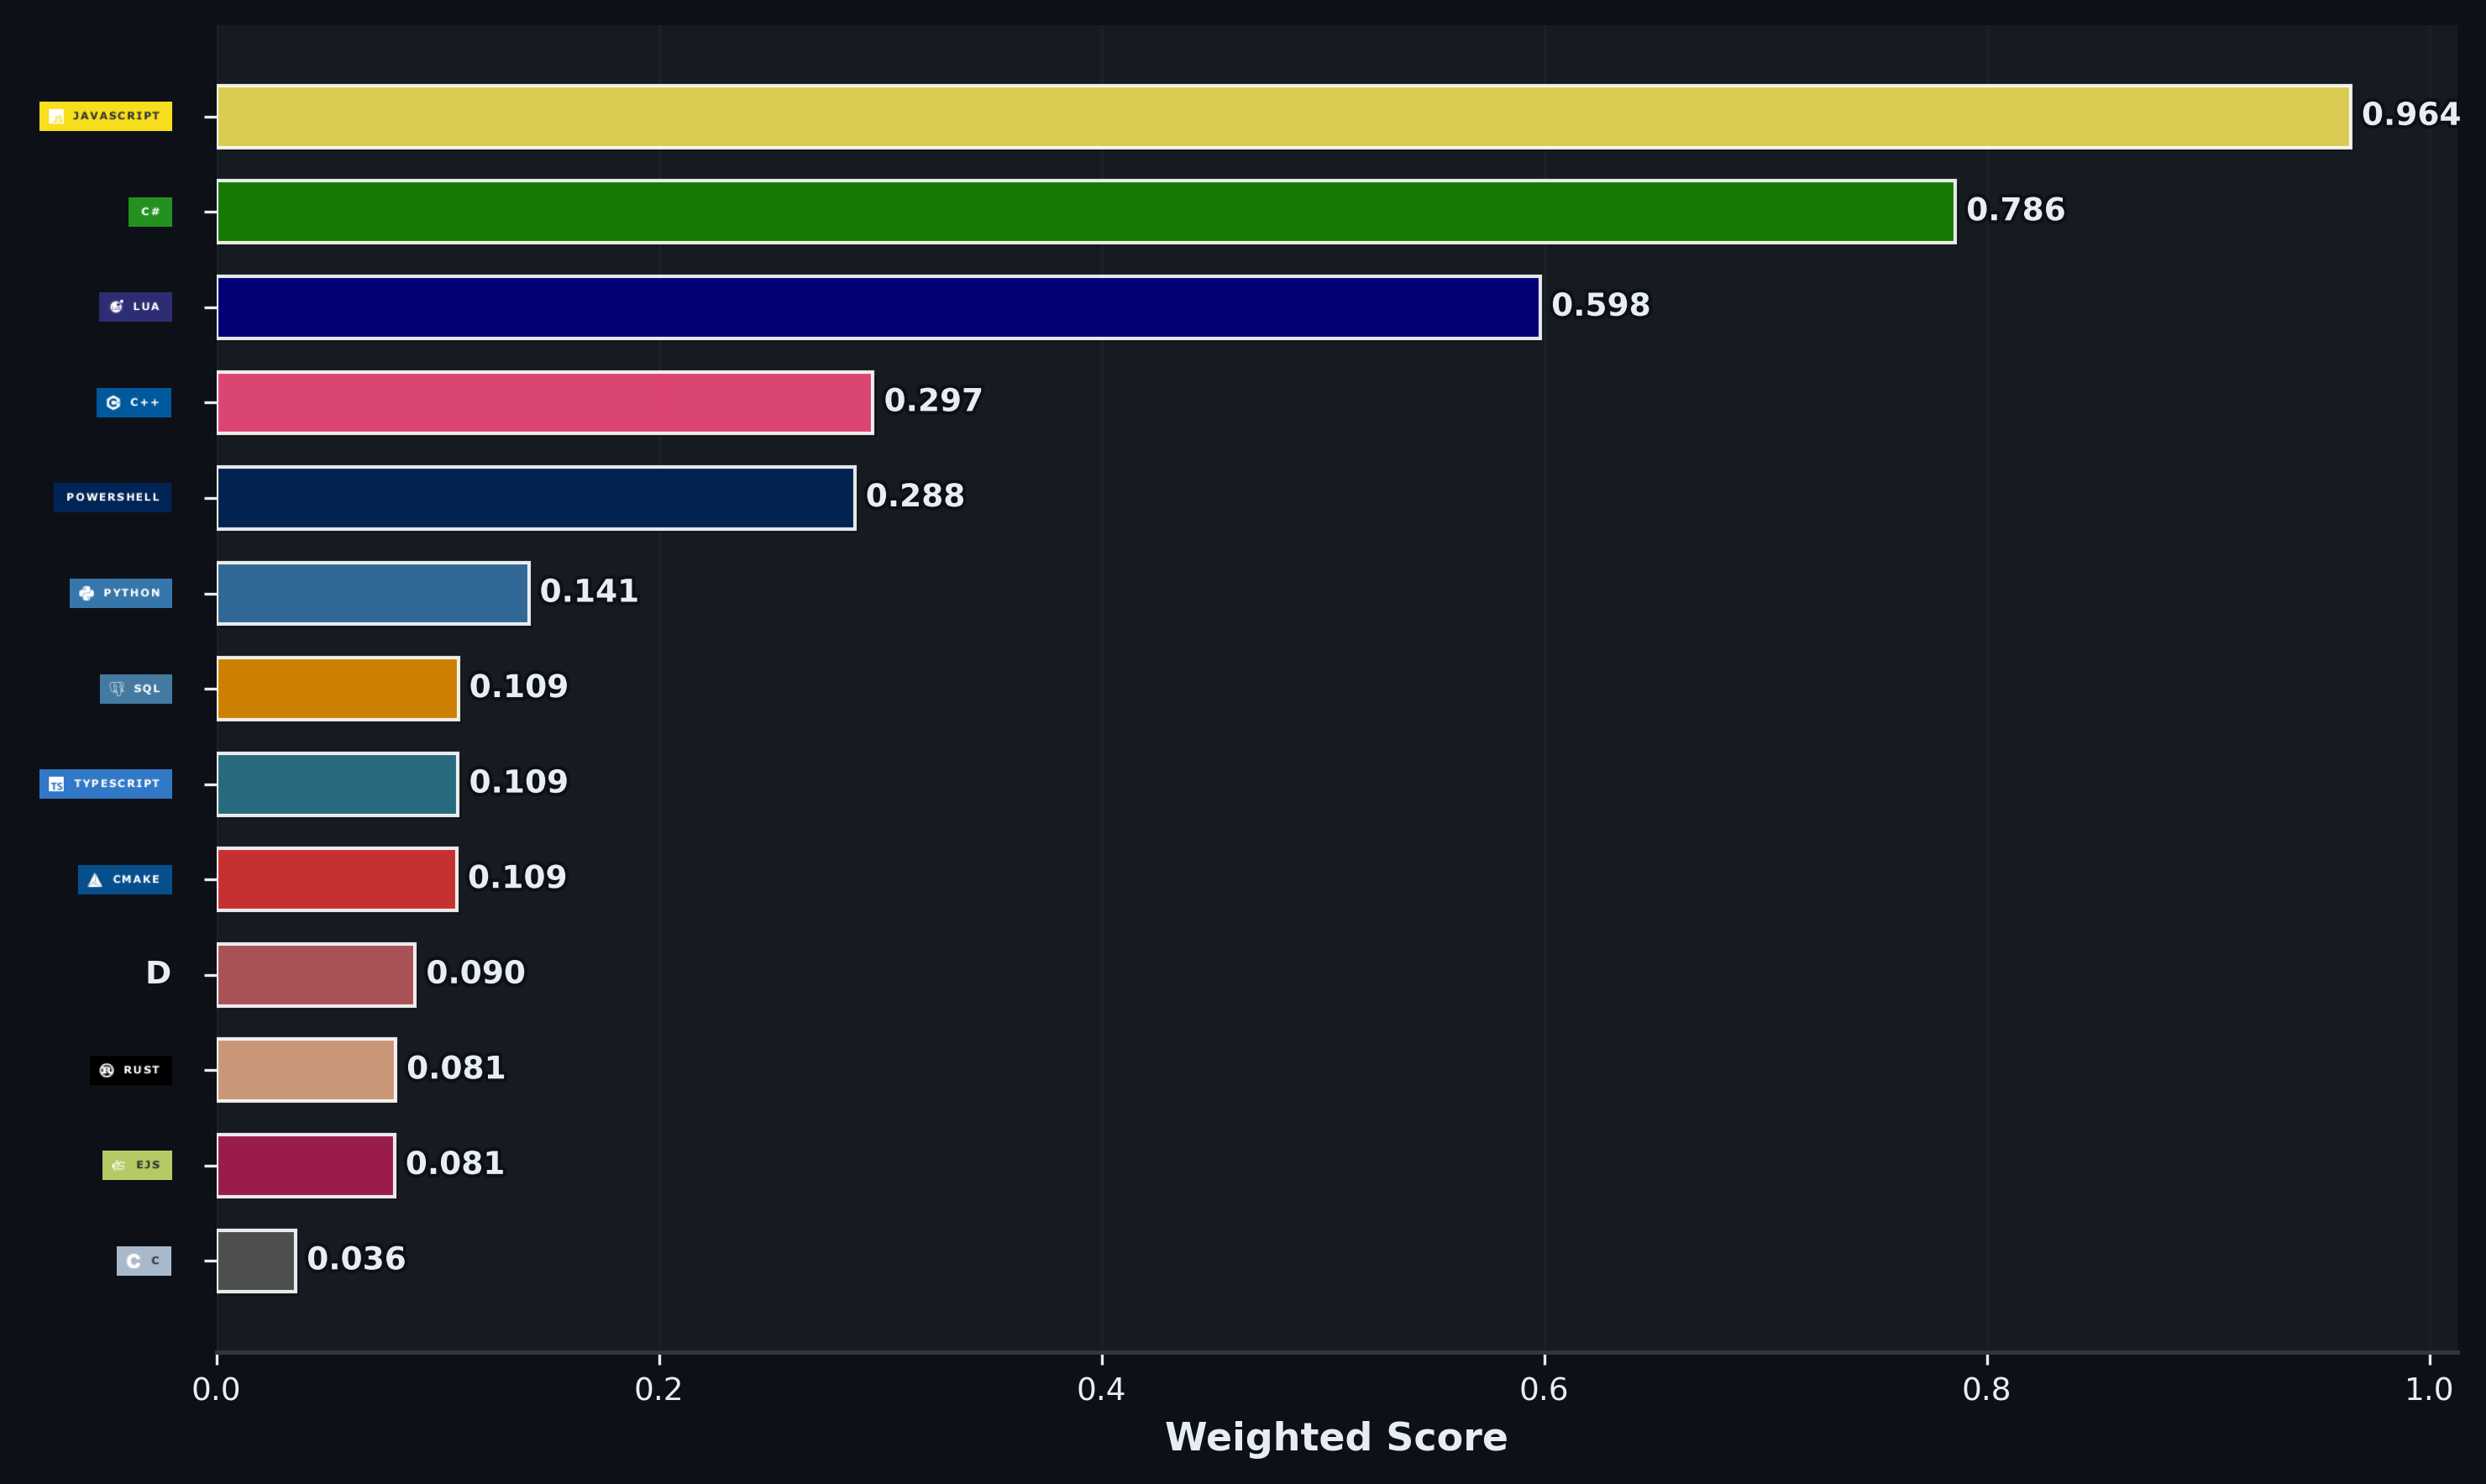 JAVASCRIPT 0.964
C# 0.786
LUA 0.598
C++ 0.297
POWERSHELL 0.288
PYTHON 0.141
SQL 0.109
TS TYPESCRIPT 0.109
CMAKE 0.109
D 0.090
RUST 0.081
EJS 0.081
C C 0.036
0.0 0.2 0.4 0.6 0.8 1.0
Weighted Score